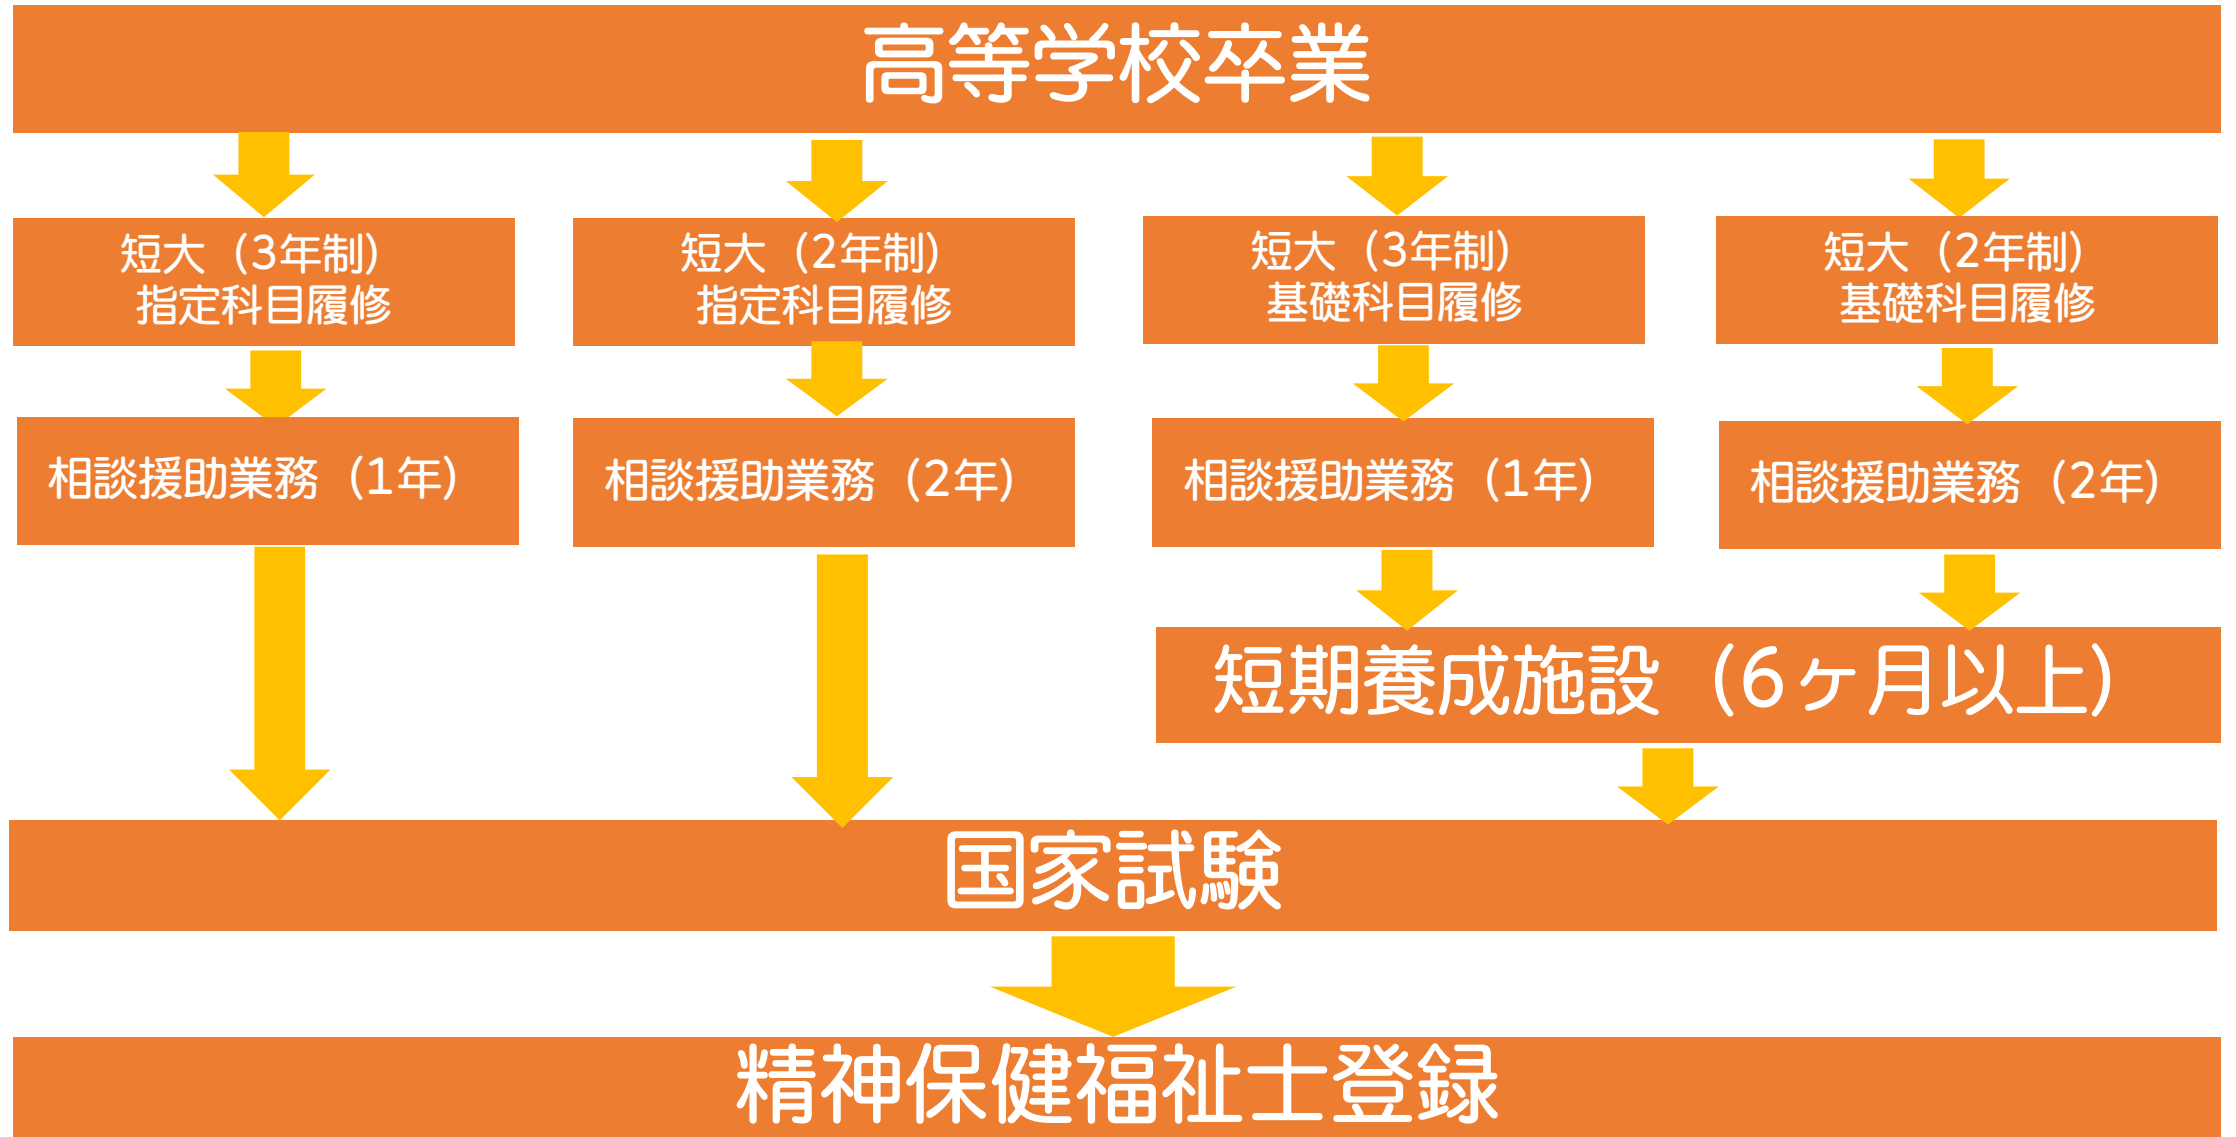 高等学校卒業
短大（3年制）
指定科目履修
短大（2年制）
指定科目履修
短大（3年制）
基礎科目履修
短大（2年制）
基礎科目履修
相談援助業務（1年）
相談援助業務（2年）
相談援助業務（1年）
相談援助業務（2年）
短期養成施設（6ヶ月以上）
国家試験
精神保健福祉士登録